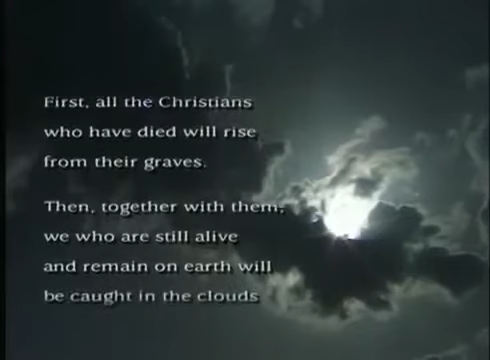 First, all the Christians
who have died will rise
from their graves.
Then, together with them,
we who are still alive
and remain on earth will
be caught in the clouds